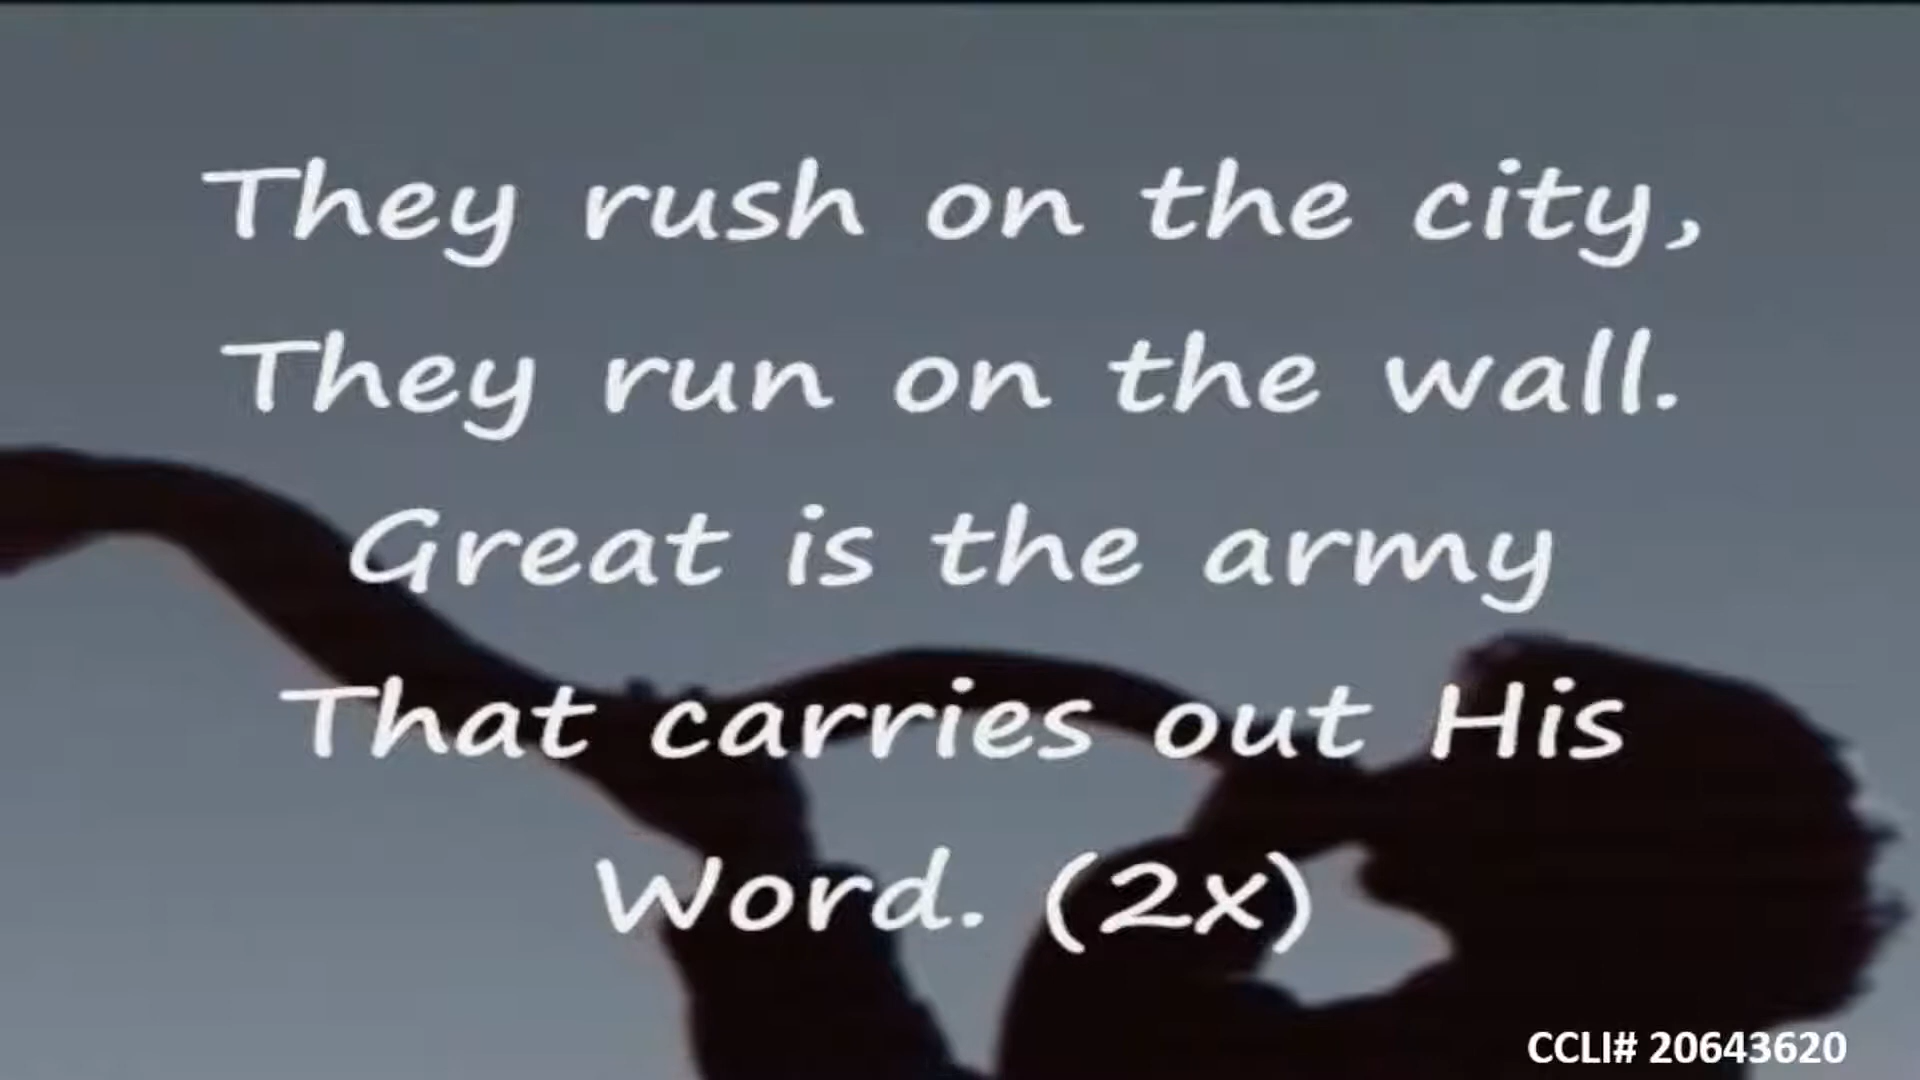 They rush on the city,
They run on the wall.
Great is the army
That carries out His
Word. (2x)
CCLI# 20643620